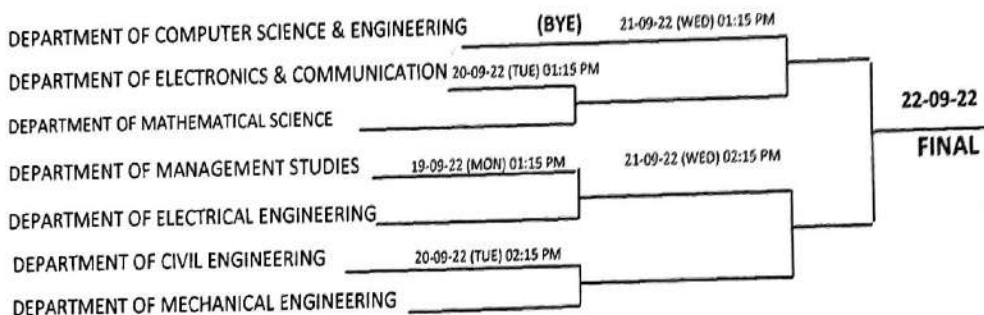 DEPARTMENT OF COMPUTER SCIENCE & ENGINEERING (BYE) 21-09-22 (WED) 01:15 PM
DEPARTMENT OF ELECTRONICS & COMMUNICATION 20-09-22 (TUE) 01:15 PM
22-09-22
DEPARTMENT OF MATHEMATICAL SCIENCE
FINAL
DEPARTMENT OF MANAGEMENT STUDIES 19-09-22 (MON) 01:15 PM 21-09-22 (WED) 02:15 PM
DEPARTMENT OF ELECTRICAL ENGINEERING
DEPARTMENT OF CIVIL ENGINEERING 20-09-22 (TUE) 02:15 PM
DEPARTMENT OF MECHANICAL ENGINEERING